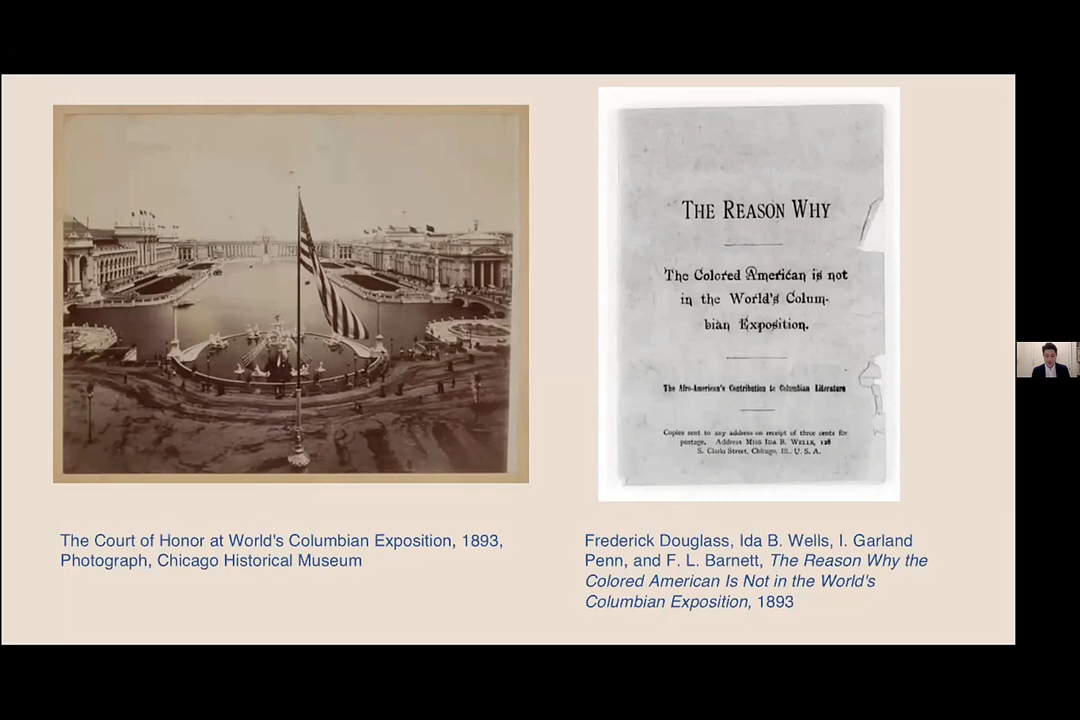 THE REASON WHY
The Colored American is not
in the World's Colum-
bian Exposition.
The Afro-American's Contribution to Columbian Literature
Copies sent to any address on receipt of three cents for
postage. Address MISS IDA B. WELLS, 128
S. Clark Street, Chicago, Ill., U. S. A.
The Court of Honor at World's Columbian Exposition, 1893,
Photograph, Chicago Historical Museum
Frederick Douglass, Ida B. Wells, I. Garland
Penn, and F. L. Barnett, The Reason Why the
Colored American Is Not in the World's
Columbian Exposition, 1893